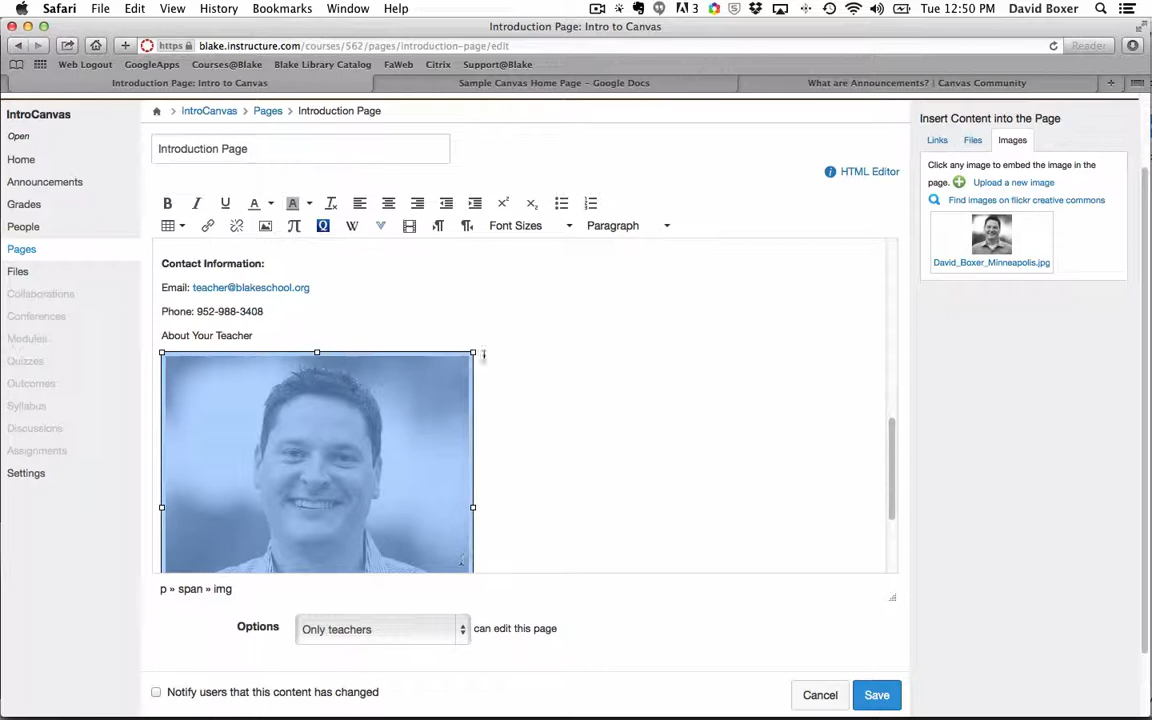 Safari File Edit View History Bookmarks Window Help 3 Tue 12:50 PM David Boxer
Introduction Page: Intro to Canvas
https blake.instructure.com/courses/562/pages/introduction-page/edit Reader
Web Logout GoogleApps Courses@Blake Blake Library Catalog FaWeb Citrix Support@Blake
Introduction Page: Intro to Canvas Sample Canvas Home Page – Google Docs What are Announcements? | Canvas Community
IntroCanvas
Open
Home
Announcements
Grades
People
Pages
Files
Collaborations
Conferences
Modules
Quizzes
Outcomes
Syllabus
Discussions
Assignments
Settings
IntroCanvas > Pages > Introduction Page
Introduction Page
HTML Editor
B I U A A Tx x² x₂
π Q W V Font Sizes Paragraph
Contact Information:
Email: teacher@blakeschool.org
Phone: 952-988-3408
About Your Teacher
p » span » img
Options Only teachers can edit this page
Notify users that this content has changed
Cancel Save
Insert Content into the Page
Links Files Images
Click any image to embed the image in the
page. Upload a new image
Find images on flickr creative commons
David_Boxer_Minneapolis.jpg